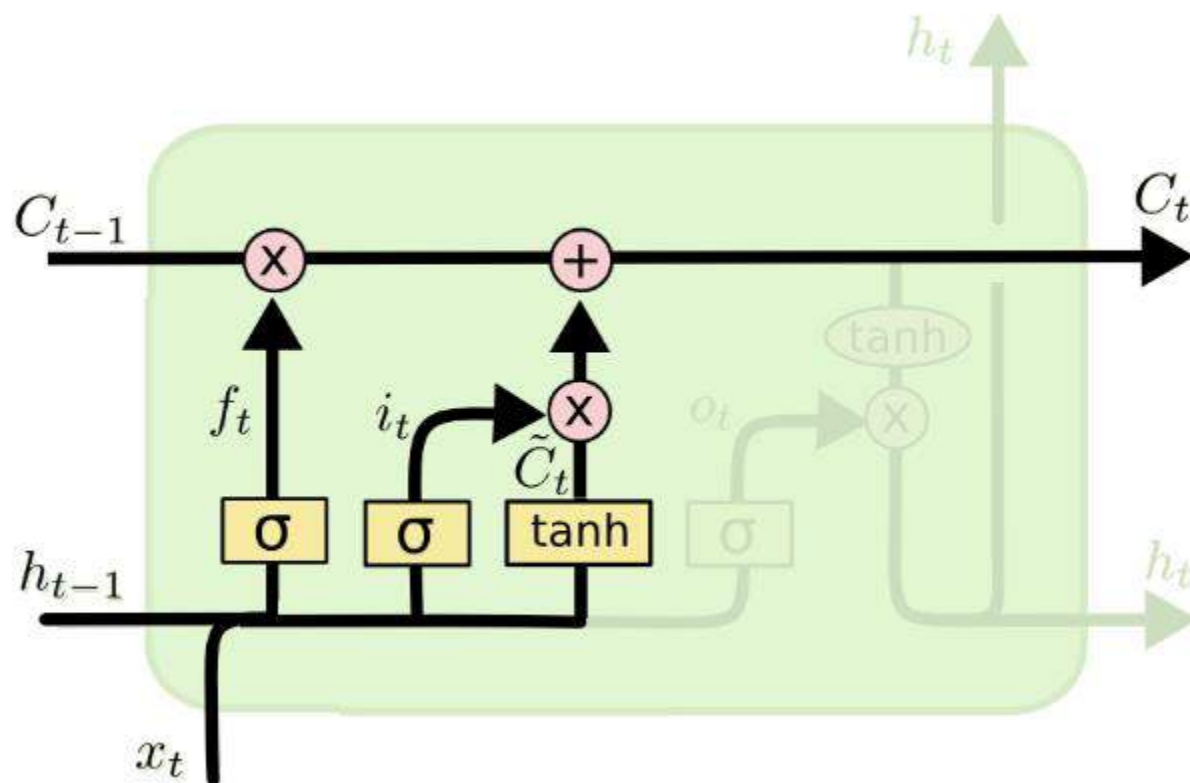 h_t
C_{t-1}
C_t
x
+
tanh
f_t
i_t
x
o_t
x
C̃_t
σ
σ
tanh
σ
h_{t-1}
h_t
x_t